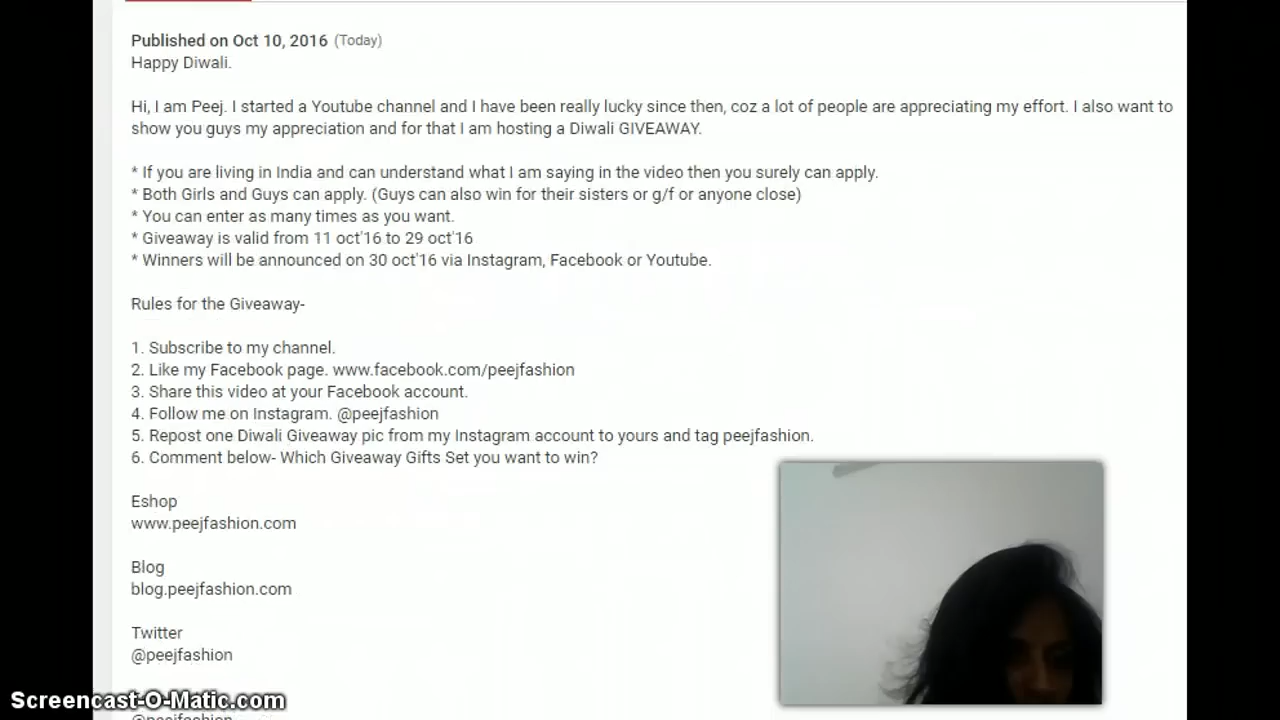 Published on Oct 10, 2016 (Today)
Happy Diwali.
Hi, I am Peej. I started a Youtube channel and I have been really lucky since then, coz a lot of people are appreciating my effort. I also want to
show you guys my appreciation and for that I am hosting a Diwali GIVEAWAY.
* If you are living in India and can understand what I am saying in the video then you surely can apply.
* Both Girls and Guys can apply. (Guys can also win for their sisters or g/f or anyone close)
* You can enter as many times as you want.
* Giveaway is valid from 11 oct'16 to 29 oct'16
* Winners will be announced on 30 oct'16 via Instagram, Facebook or Youtube.
Rules for the Giveaway-
1. Subscribe to my channel.
2. Like my Facebook page. www.facebook.com/peejfashion
3. Share this video at your Facebook account.
4. Follow me on Instagram. @peejfashion
5. Repost one Diwali Giveaway pic from my Instagram account to yours and tag peejfashion.
6. Comment below- Which Giveaway Gifts Set you want to win?
Eshop
www.peejfashion.com
Blog
blog.peejfashion.com
Twitter
@peejfashion
Screencast-O-Matic.com